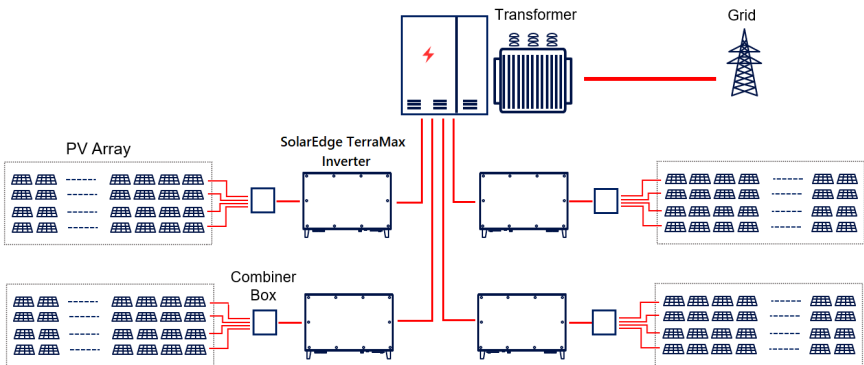 Transformer
Grid
SolarEdge TerraMax
Inverter
PV Array
Combiner
Box